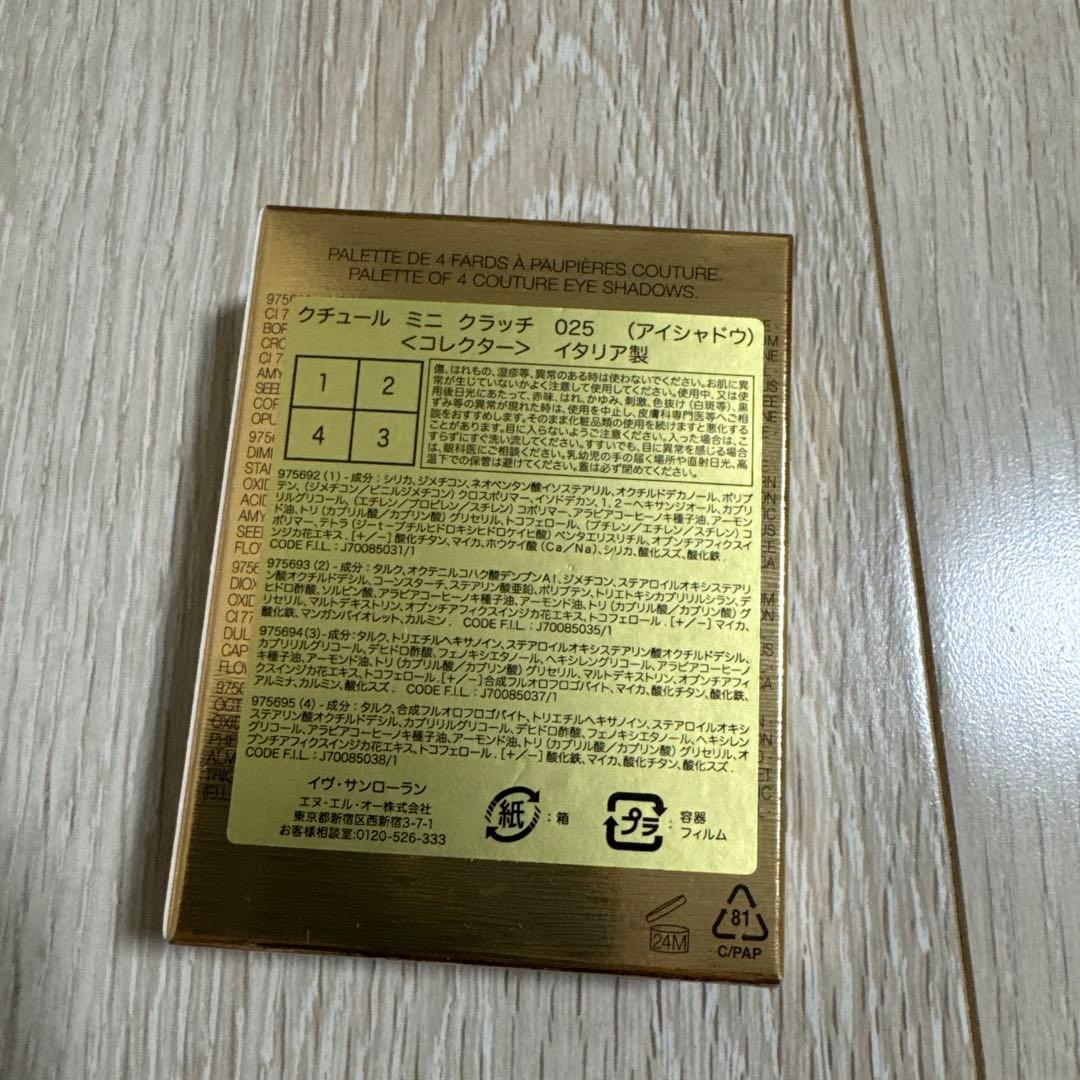 PALETTE DE 4 FARDS À PAUPIÈRES COUTURE.
PALETTE OF 4 COUTURE EYE SHADOWS.
クチュール ミニ クラッチ 025 (アイシャドウ)
<コレクター> イタリア製
1 2
4 3
傷、はれもの、湿疹等、異常のある時は使わないでください。お肌に異
常が生じていないかよく注意して使用してください。使用中、又は使
用後日光にあたって、赤味、はれ、かゆみ、刺激、色抜け(白斑等)、黒
ずみ等の異常が現れた時は、使用を中止し、皮膚科専門医等へご相
談をおすすめします。そのまま化粧品類の使用を続けますと悪化する
ことがあります。目に入らないようご注意ください。入った場合は、こ
すらずにすぐ洗い流してください。すすいでも、目に異常を感じる場合
は、眼科医にご相談ください。乳幼児の手の届く場所や直射日光、高
温下での保管は避けてください。蓋は必ず閉めてください。
975692 (1) - 成分: シリカ、ジメチコン、ネオペンタン酸イソステアリル、オクチルドデカノール、ポリブ
テン、(ジメチコン/ビニルジメチコン) クロスポリマー、イソドデカン、1,2-ヘキサンジオール、カプリ
リルグリコール、(エチレン/プロピレン/スチレン) コポリマー、アラビアコーヒーノキ種子油、アーモン
ド油、トリ (カプリル酸/カプリン酸) グリセリル、トコフェロール、(ブチレン/エチレン/スチレン) コ
ポリマー、テトラ (ジーt-ブチルヒドロキシヒドロケイヒ酸) ペンタエリスリチル、オプンチアフィクスイ
ンジカ花エキス. [+/-] 酸化チタン、マイカ、ホウケイ酸 (Ca/Na)、シリカ、酸化スズ、酸化鉄.
CODE F.I.L. : J70085031/1
975693 (2) - 成分: タルク、オクテニルコハク酸デンプンAl、ジメチコン、ステアロイルオキシステアリ
ン酸オクチルドデシル、コーンスターチ、ステアリン酸亜鉛、ポリブテン、トリエトキシカプリリルシラン、デ
ヒドロ酢酸、ソルビン酸、アラビアコーヒーノキ種子油、アーモンド油、トリ (カプリル酸/カプリン酸) グ
リセリル、マルトデキストリン、オプンチアフィクスインジカ花エキス、トコフェロール. [+/-] マイカ、
酸化鉄、マンガンバイオレット、カルミン. CODE F.I.L. : J70085035/1
975694 (3) - 成分: タルク、トリエチルヘキサノイン、ステアロイルオキシステアリン酸オクチルドデシル、
カプリリルグリコール、デヒドロ酢酸、フェノキシエタノール、ヘキシレングリコール、アラビアコーヒーノ
キ種子油、アーモンド油、トリ (カプリル酸/カプリン酸) グリセリル、マルトデキストリン、オプンチアフィ
クスインジカ花エキス、トコフェロール. [+/-] 合成フルオロフロゴパイト、マイカ、酸化チタン、酸化鉄、
アルミナ、カルミン、酸化スズ. CODE F.I.L. : J70085037/1
975695 (4) - 成分: タルク、合成フルオロフロゴパイト、トリエチルヘキサノイン、ステアロイルオキシ
ステアリン酸オクチルドデシル、カプリリルグリコール、デヒドロ酢酸、フェノキシエタノール、ヘキシレン
グリコール、アラビアコーヒーノキ種子油、アーモンド油、トリ (カプリル酸/カプリン酸) グリセリル、オ
プンチアフィクスインジカ花エキス、トコフェロール. [+/-] 酸化鉄、マイカ、酸化チタン、酸化スズ.
CODE F.I.L. : J70085038/1
イヴ・サンローラン
エヌ・エル・オー株式会社
東京都新宿区西新宿3-7-1
お客様相談室:0120-526-333
紙 : 箱
プラ : 容器
フィルム
24M
81
C/PAP